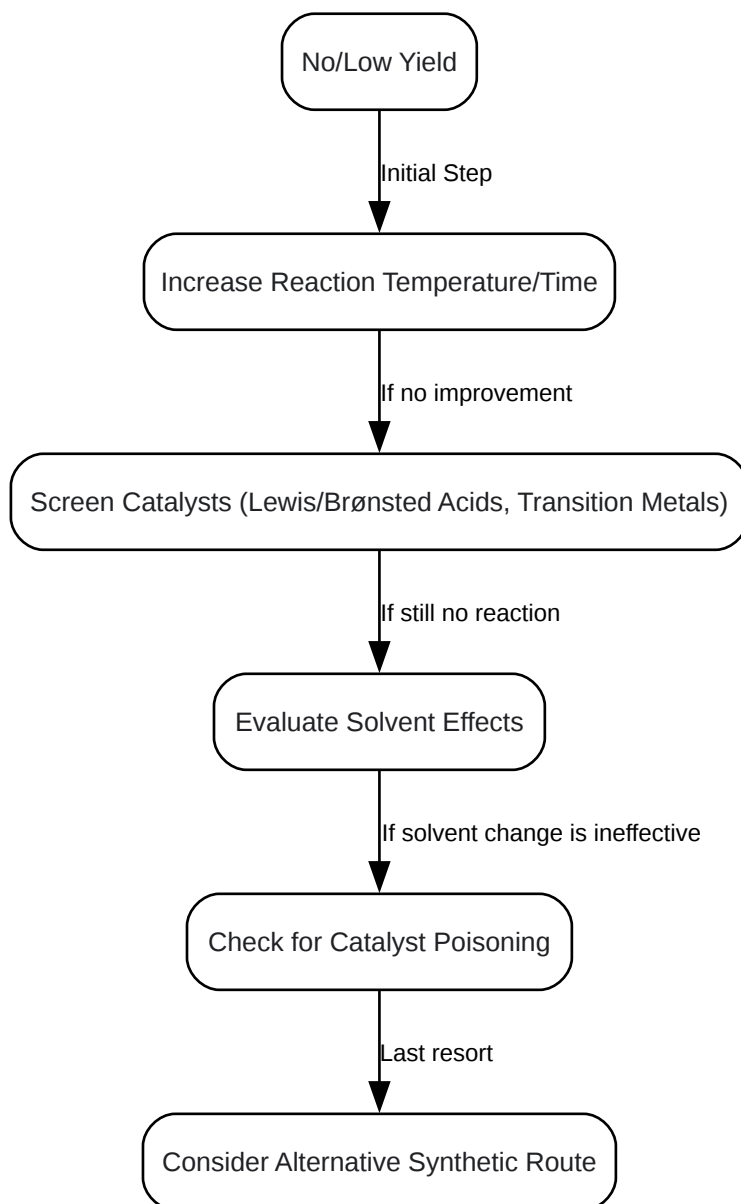 No/Low Yield
Initial Step
Increase Reaction Temperature/Time
If no improvement
Screen Catalysts (Lewis/Brønsted Acids, Transition Metals)
If still no reaction
Evaluate Solvent Effects
If solvent change is ineffective
Check for Catalyst Poisoning
Last resort
Consider Alternative Synthetic Route